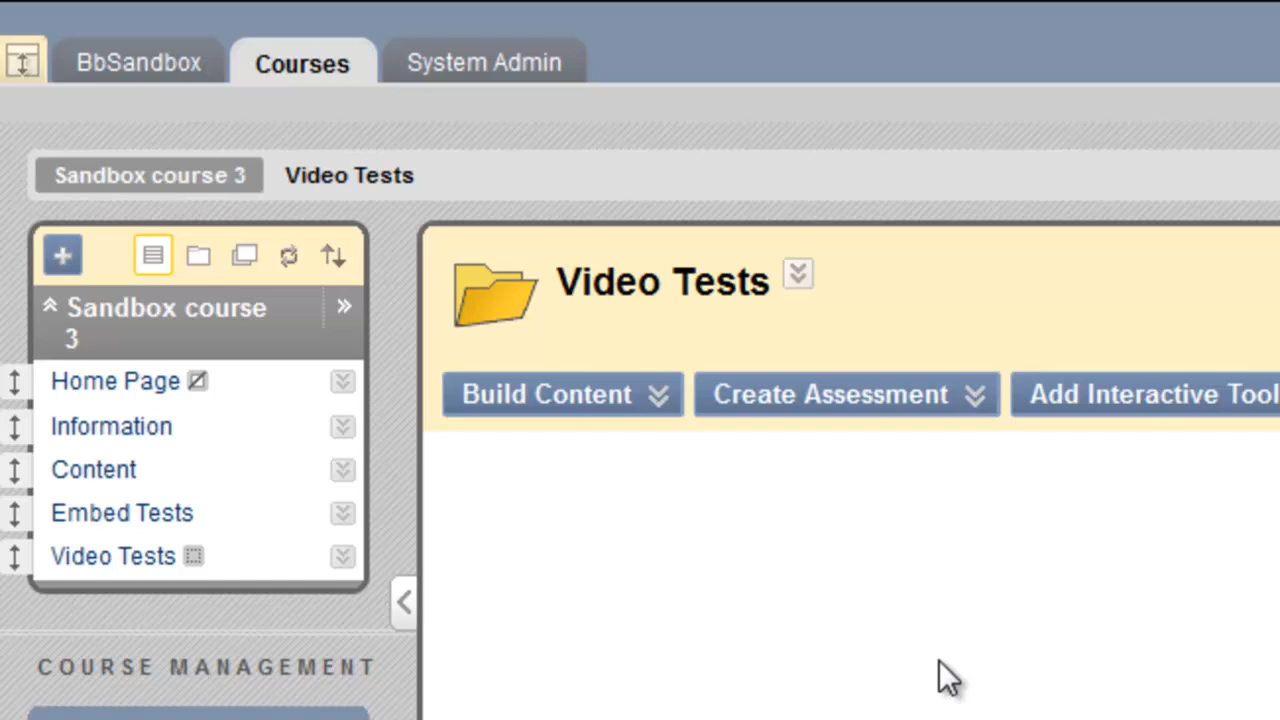 BbSandbox
Courses
System Admin
Sandbox course 3
Video Tests
Sandbox course
3
Home Page
Information
Content
Embed Tests
Video Tests
COURSE MANAGEMENT
Video Tests
Build Content
Create Assessment
Add Interactive Tool